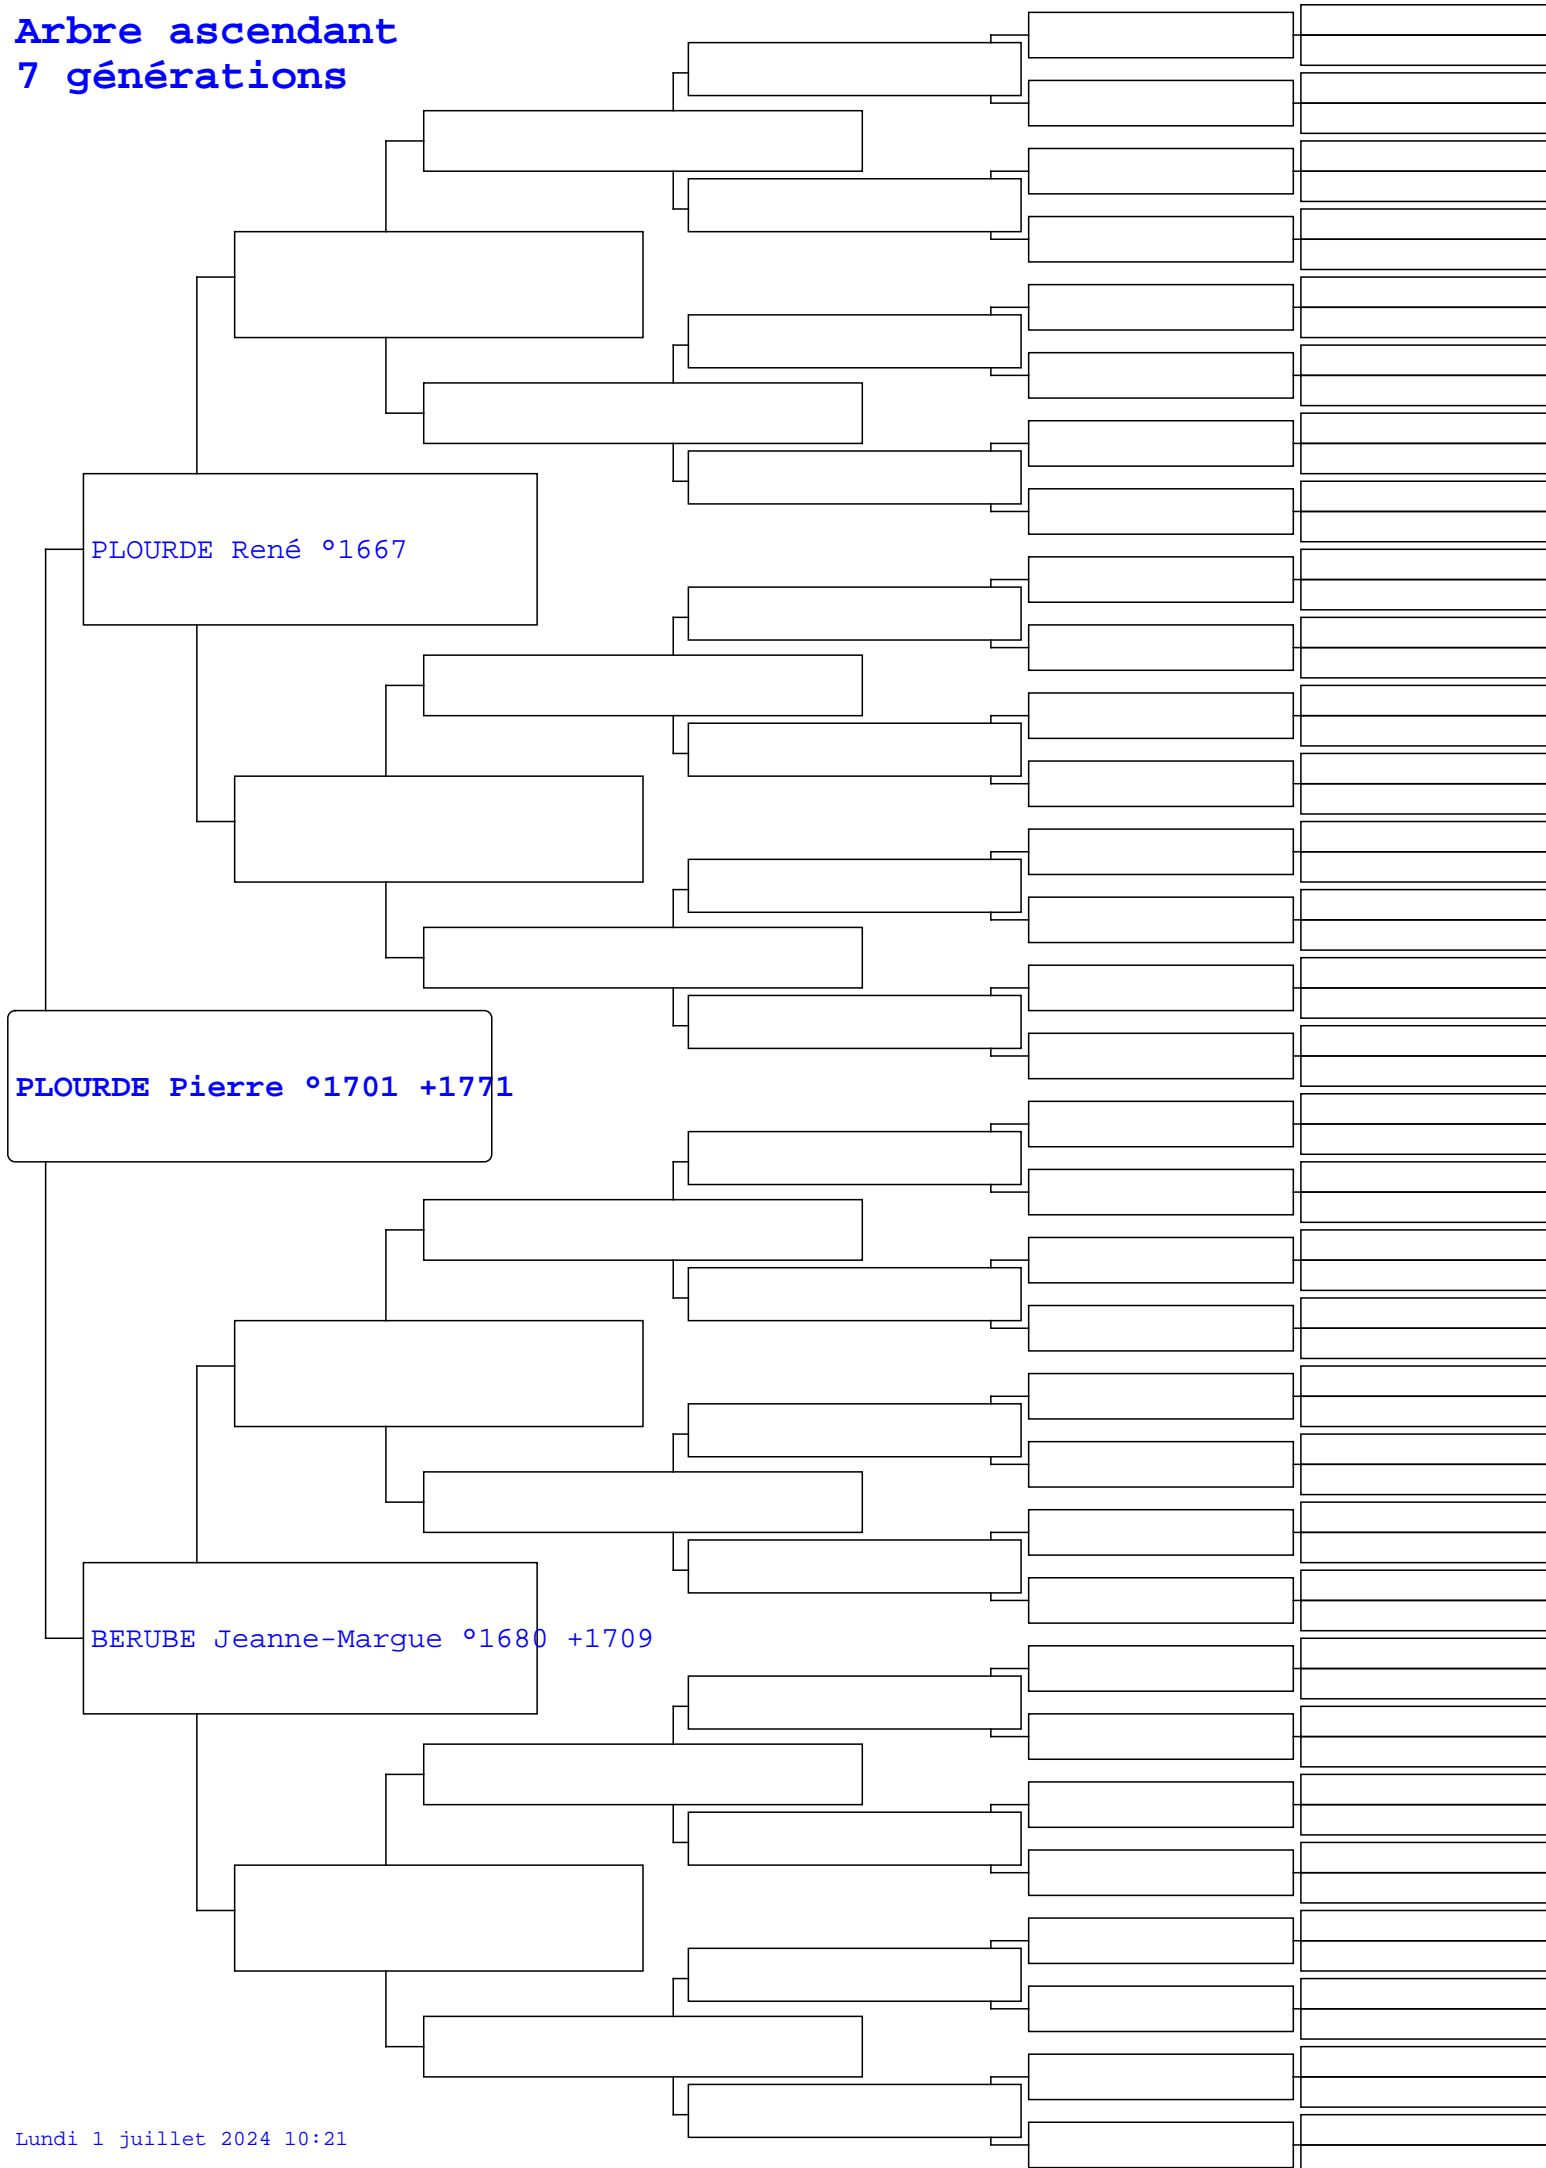 Arbre ascendant
7 générations
PLOURDE René °1667
PLOURDE Pierre °1701 +1771
BERUBE Jeanne-Margue °1680 +1709
Lundi 1 juillet 2024 10:21